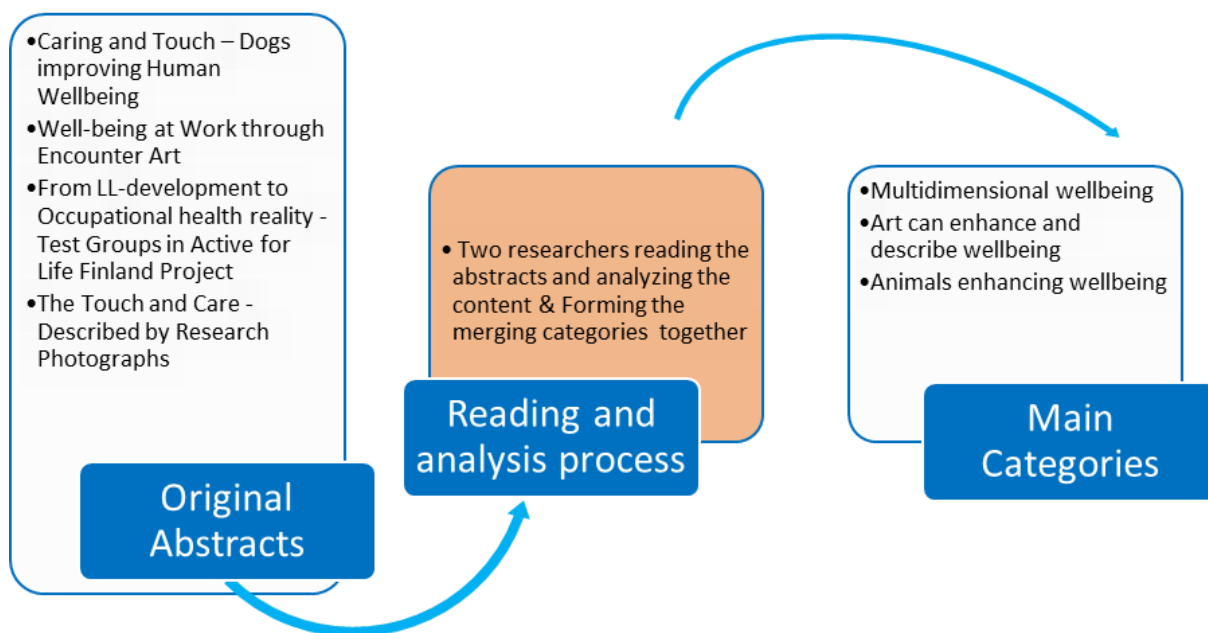 •Caring and Touch – Dogs
improving Human
Wellbeing
•Well-being at Work through
Encounter Art
•From LL-development to
Occupational health reality -
Test Groups in Active for
Life Finland Project
•The Touch and Care -
Described by Research
Photographs
Original
Abstracts
• Two researchers reading the
abstracts and analyzing the
content & Forming the
merging categories together
Reading and
analysis process
•Multidimensional wellbeing
•Art can enhance and
describe wellbeing
•Animals enhancing wellbeing
Main
Categories